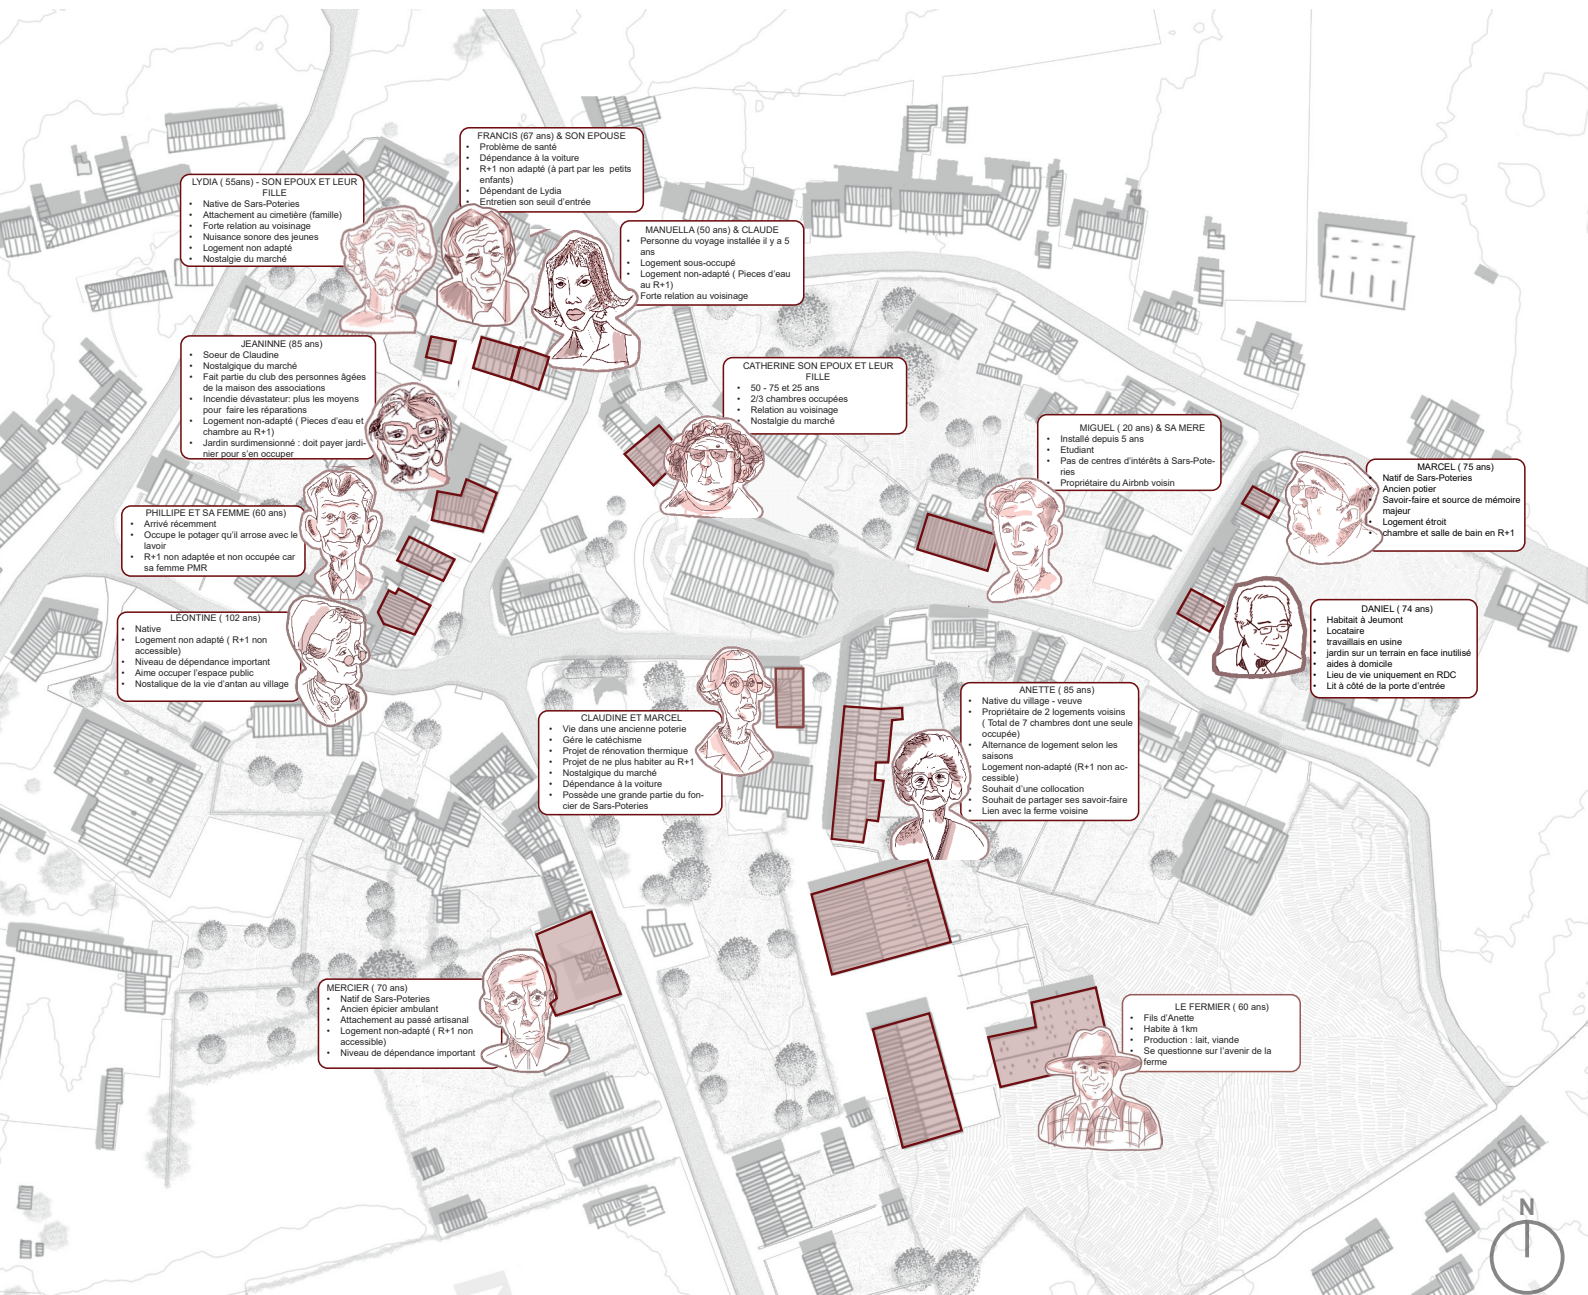 FRANCIS (67 ans) & SON EPOUSE
• Problème de santé
• Dépendance à la voiture
• R+1 non adapté (à part par les petits
enfants)
• Dépendant de Lydia
• Entretien son seuil d'entrée
LYDIA ( 55ans) - SON EPOUX ET LEUR
FILLE
• Native de Sars-Poteries
• Attachement au cimetière (famille)
• Forte relation au voisinage
• Nuisance sonore des jeunes
• Logement non adapté
• Nostalgie du marché
MANUELLA (50 ans) & CLAUDE
• Personne du voyage installée il y a 5
ans
• Logement sous-occupé
• Logement non-adapté ( Pieces d'eau
au R+1)
Forte relation au voisinage
JEANINNE (85 ans)
• Soeur de Claudine
• Nostalgique du marché
• Fait partie du club des personnes âgées
de la maison des associations
• Incendie dévastateur: plus les moyens
pour faire les réparations
• Logement non-adapté ( Pieces d'eau et
chambre au R+1)
• Jardin surdimensionné : doit payer jardi-
nier pour s'en occuper
CATHERINE SON EPOUX ET LEUR
FILLE
• 50 - 75 et 25 ans
• 2/3 chambres occupées
• Relation au voisinage
• Nostalgie du marché
MIGUEL ( 20 ans) & SA MERE
• Installé depuis 5 ans
• Etudiant
• Pas de centres d'intérêts à Sars-Pote-
ries
• Propriétaire du Airbnb voisin
MARCEL ( 75 ans)
• Natif de Sars-Poteries
• Ancien potier
• Savoir-faire et source de mémoire
majeur
• Logement étroit
• chambre et salle de bain en R+1
PHILLIPE ET SA FEMME (60 ans)
• Arrivé récemment
• Occupe le potager qu'il arrose avec le
lavoir
• R+1 non adaptée et non occupée car
sa femme PMR
LÉONTINE ( 102 ans)
• Native
• Logement non adapté ( R+1 non
accessible)
• Niveau de dépendance important
• Aime occuper l'espace public
• Nostalique de la vie d'antan au village
DANIEL ( 74 ans)
• Habitait à Jeumont
• Locataire
• travaillais en usine
• jardin sur un terrain en face inutilisé
• aides à domicile
• Lieu de vie uniquement en RDC
• Lit à côté de la porte d'entrée
CLAUDINE ET MARCEL
• Vie dans une ancienne poterie
• Gére le catéchisme
• Projet de rénovation thermique
• Projet de ne plus habiter au R+1
• Nostalgique du marché
• Dépendance à la voiture
• Possède une grande partie du fon-
cier de Sars-Poteries
ANETTE ( 85 ans)
• Native du village - veuve
• Propriétaire de 2 logements voisins
( Total de 7 chambres dont une seule
occupée)
• Alternance de logement selon les
saisons
• Logement non-adapté (R+1 non ac-
cessible)
• Souhait d'une collocation
• Souhait de partager ses savoir-faire
• Lien avec la ferme voisine
MERCIER ( 70 ans)
• Natif de Sars-Poteries
• Ancien épicier ambulant
• Attachement au passé artisanal
• Logement non-adapté ( R+1 non
accessible)
• Niveau de dépendance important
LE FERMIER ( 60 ans)
• Fils d'Anette
• Habite à 1km
• Production : lait, viande
• Se questionne sur l'avenir de la
ferme
N